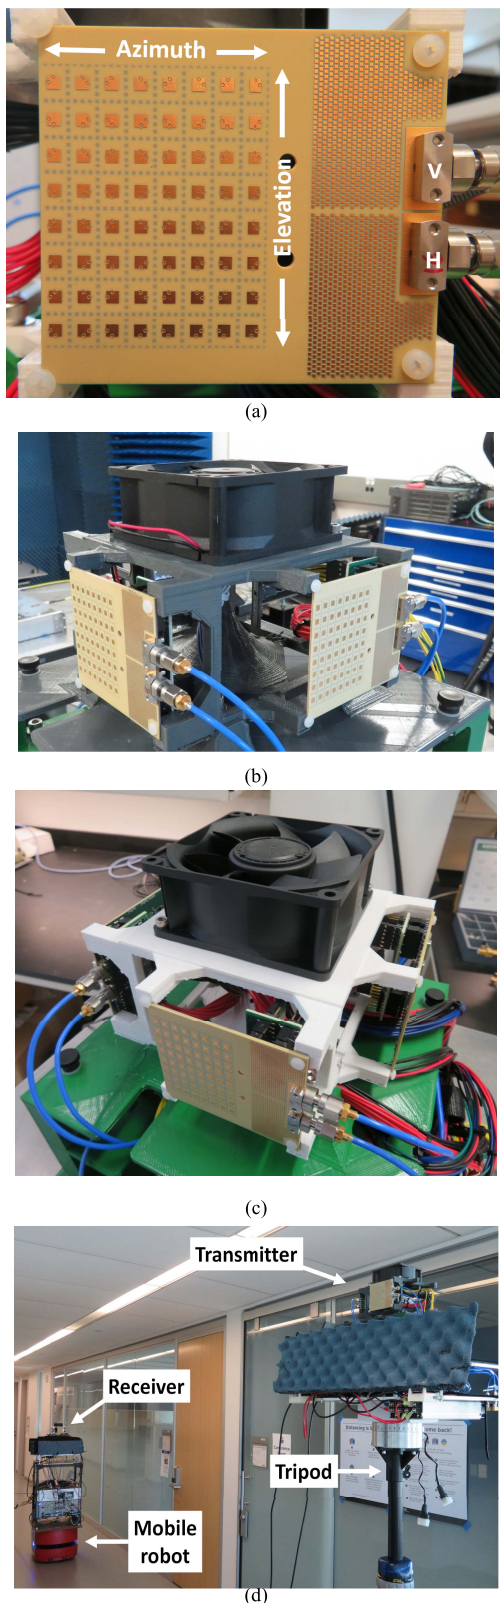 Azimuth
Elevation
V
H
(a)
(b)
(c)
Transmitter
Receiver
Tripod
Mobile
robot
(d)